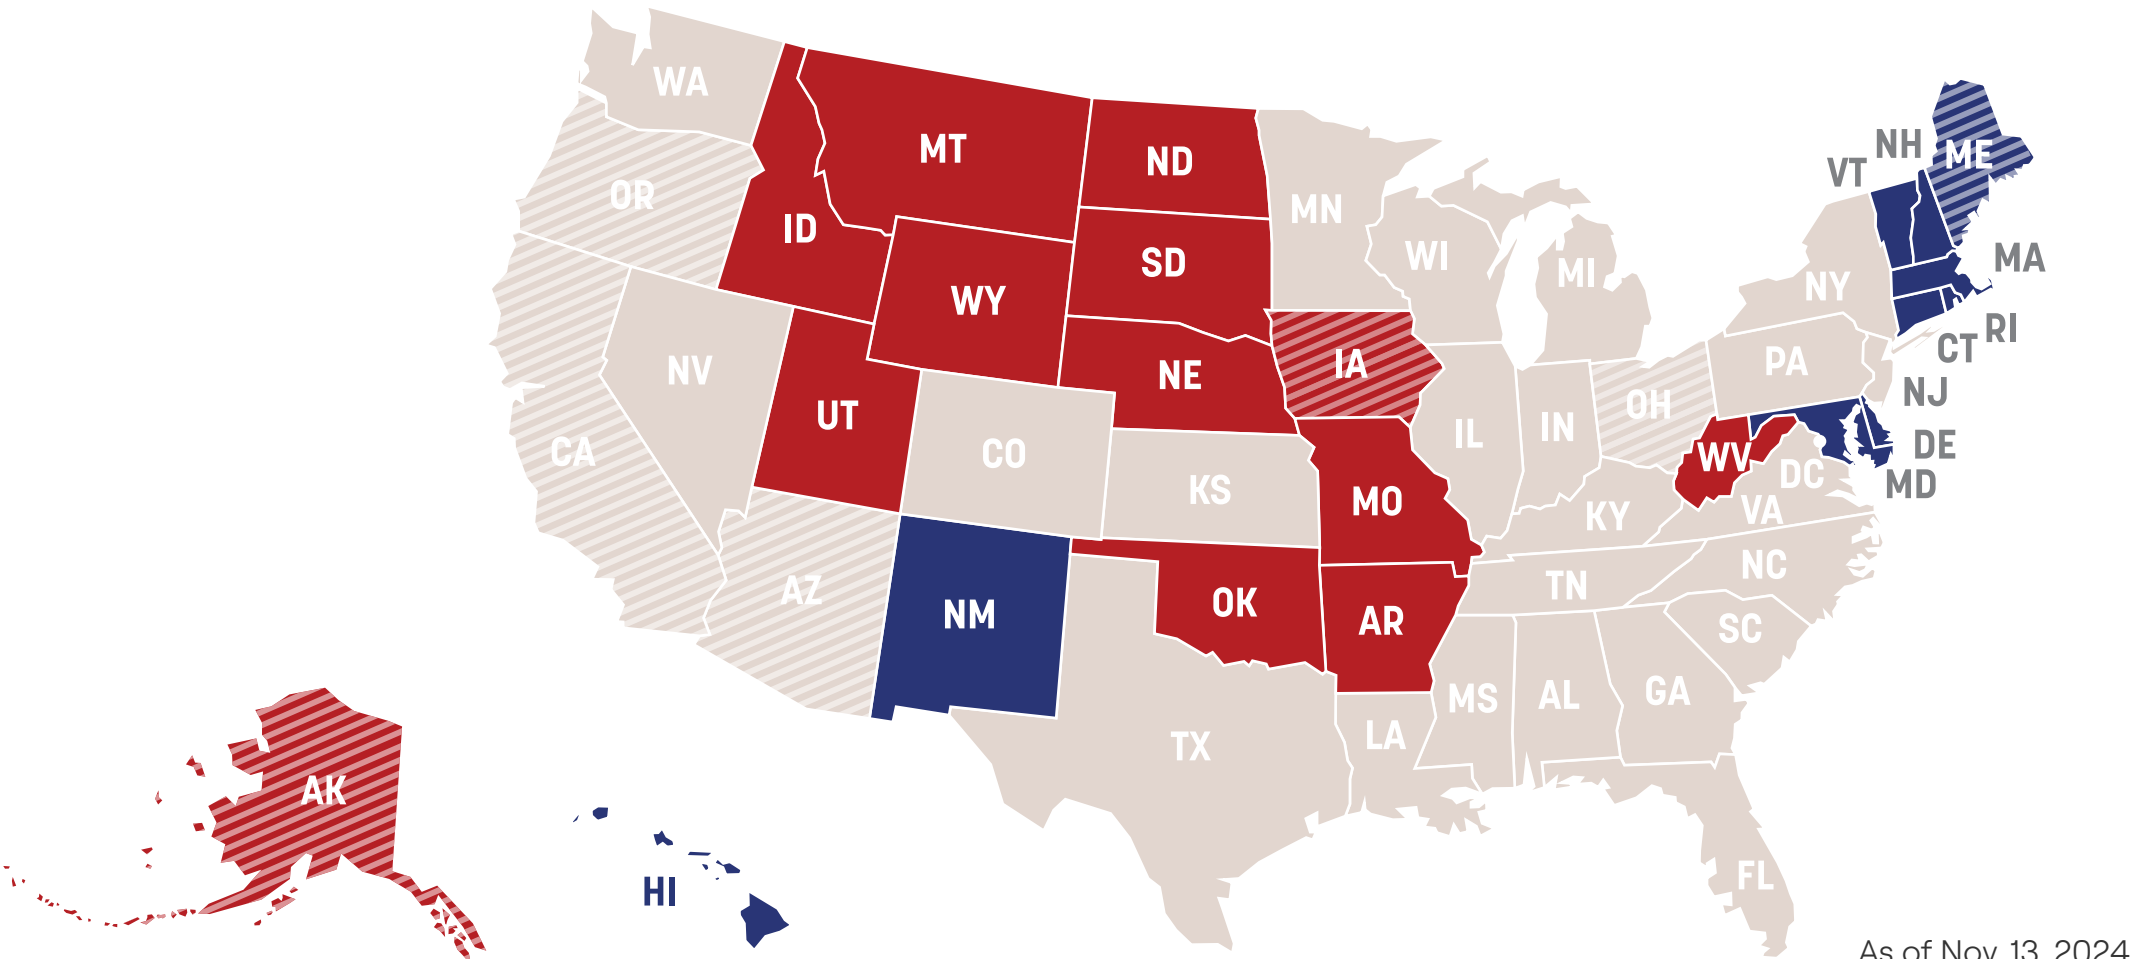 WA
MT
ND
OR
ID
MN
SD
WI
WY
MI
NH
VT
ME
MA
NY
RI
CT
NV
NE
IA
PA
NJ
UT
OH
CO
IL
IN
WV
DE
CA
KS
MO
DC
MD
KY
VA
AZ
NM
OK
AR
TN
NC
SC
TX
LA
MS
AL
GA
AK
HI
FL
As of Nov. 13, 2024